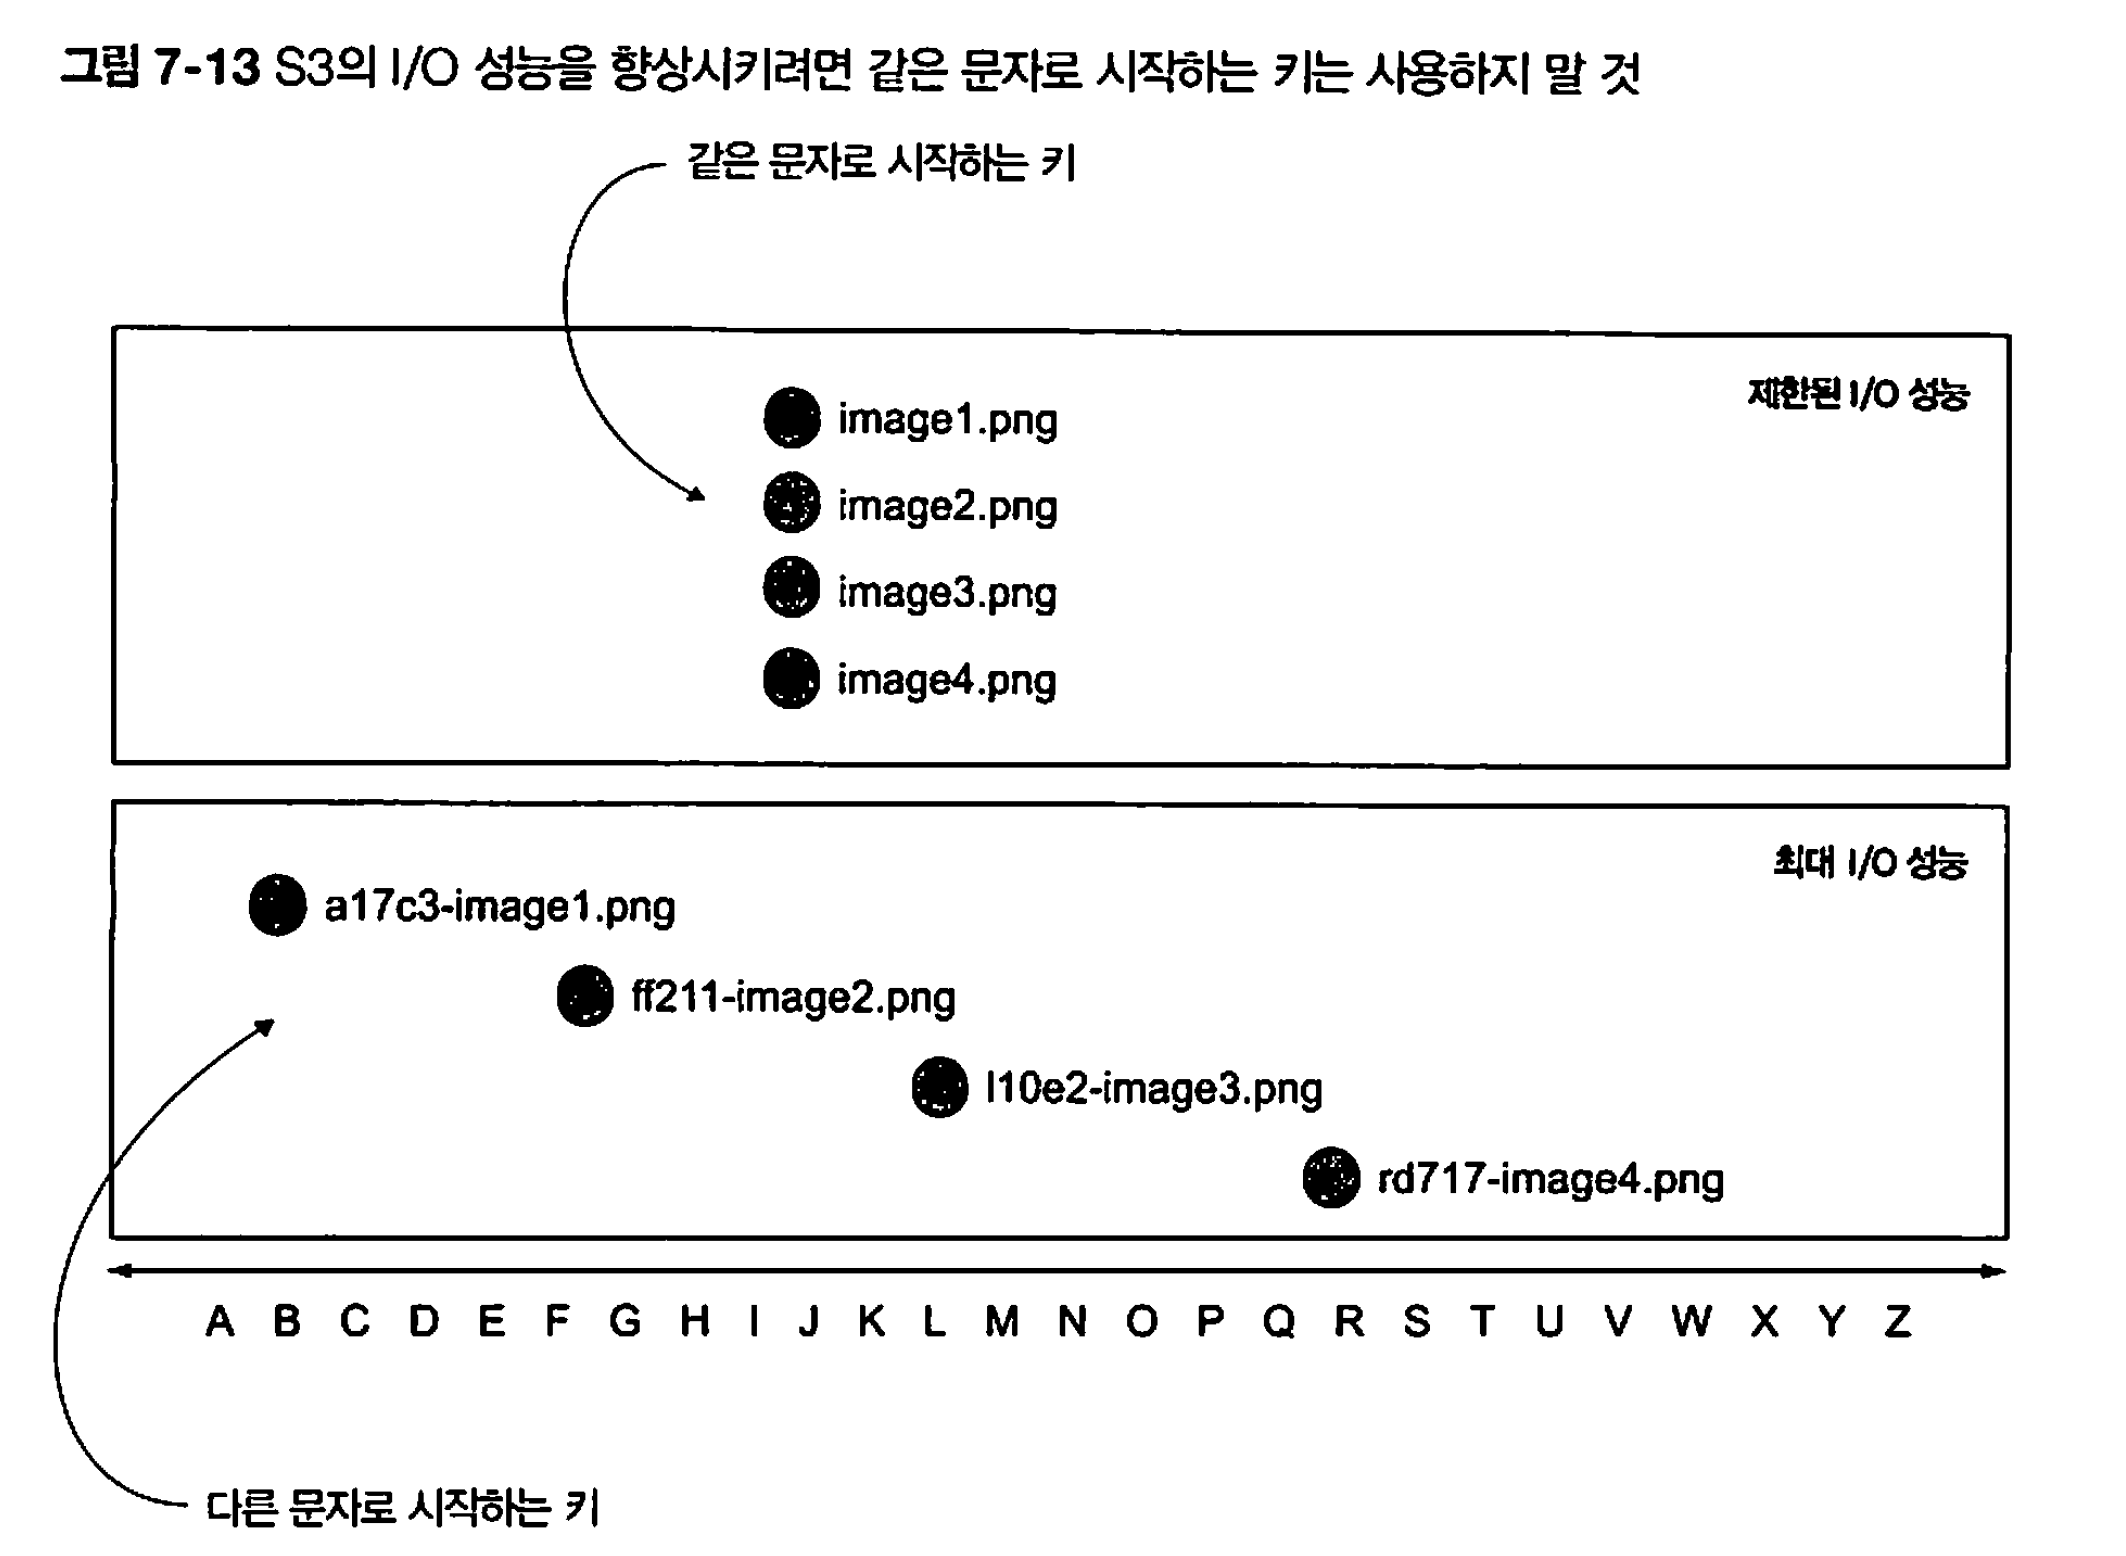 그림 7-13 S3의 I/O 성능을 향상시키려면 같은 문자로 시작하는 키는 사용하지 말 것
같은 문자로 시작하는 키
제한된 I/O 성능
image1.png
image2.png
image3.png
image4.png
최대 I/O 성능
a17c3-image1.png
ff211-image2.png
l10e2-image3.png
rd717-image4.png
A B C D E F G H I J K L M N O P Q R S T U V W X Y Z
다른 문자로 시작하는 키